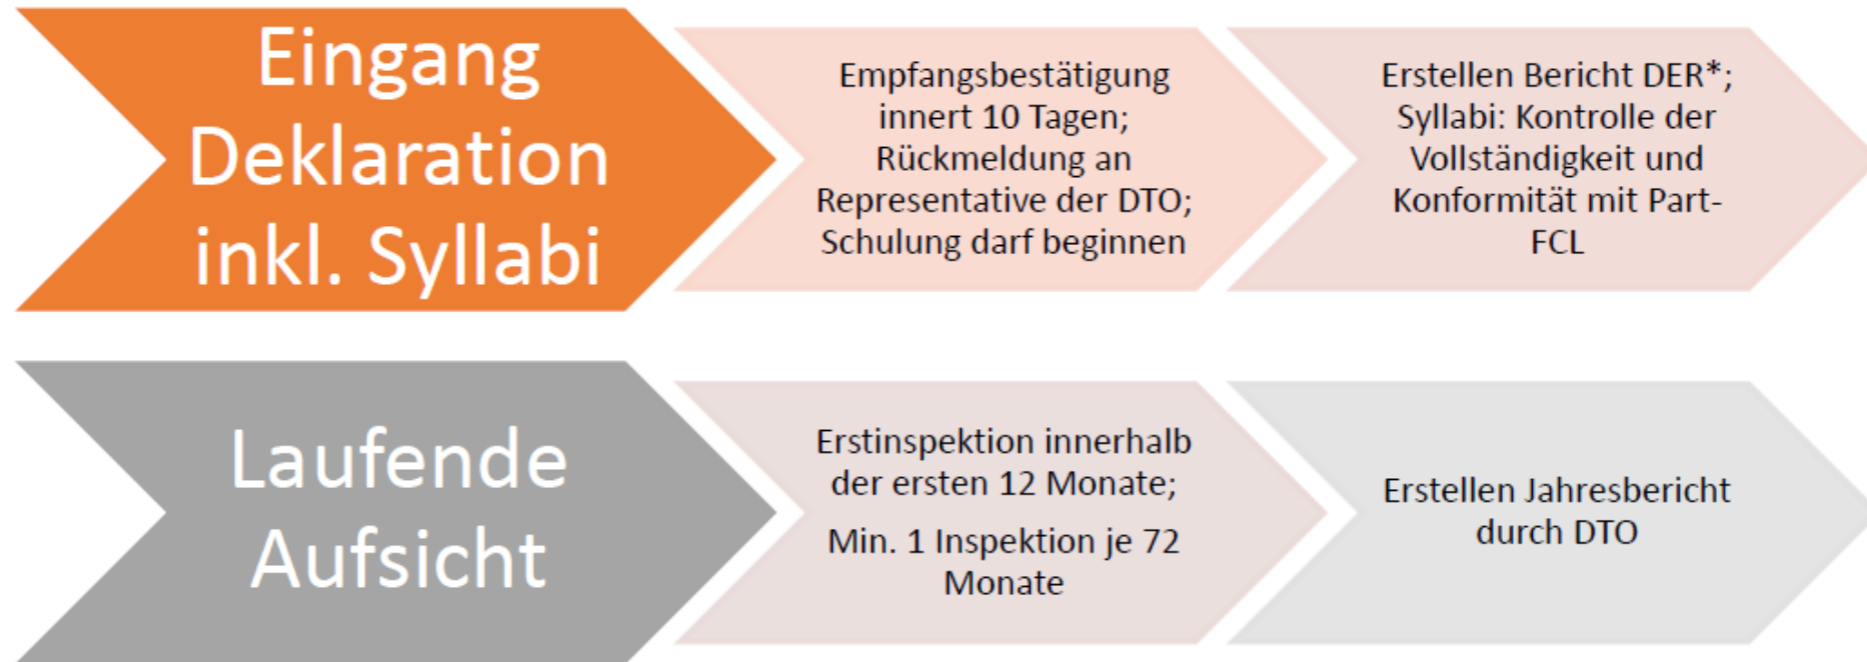 Eingang
Deklaration
inkl. Syllabi
Empfangsbestätigung
innert 10 Tagen;
Rückmeldung an
Representative der DTO;
Schulung darf beginnen
Erstellen Bericht DER*;
Syllabi: Kontrolle der
Vollständigkeit und
Konformität mit Part-
FCL
Laufende
Aufsicht
Erstinspektion innerhalb
der ersten 12 Monate;
Min. 1 Inspektion je 72
Monate
Erstellen Jahresbericht
durch DTO